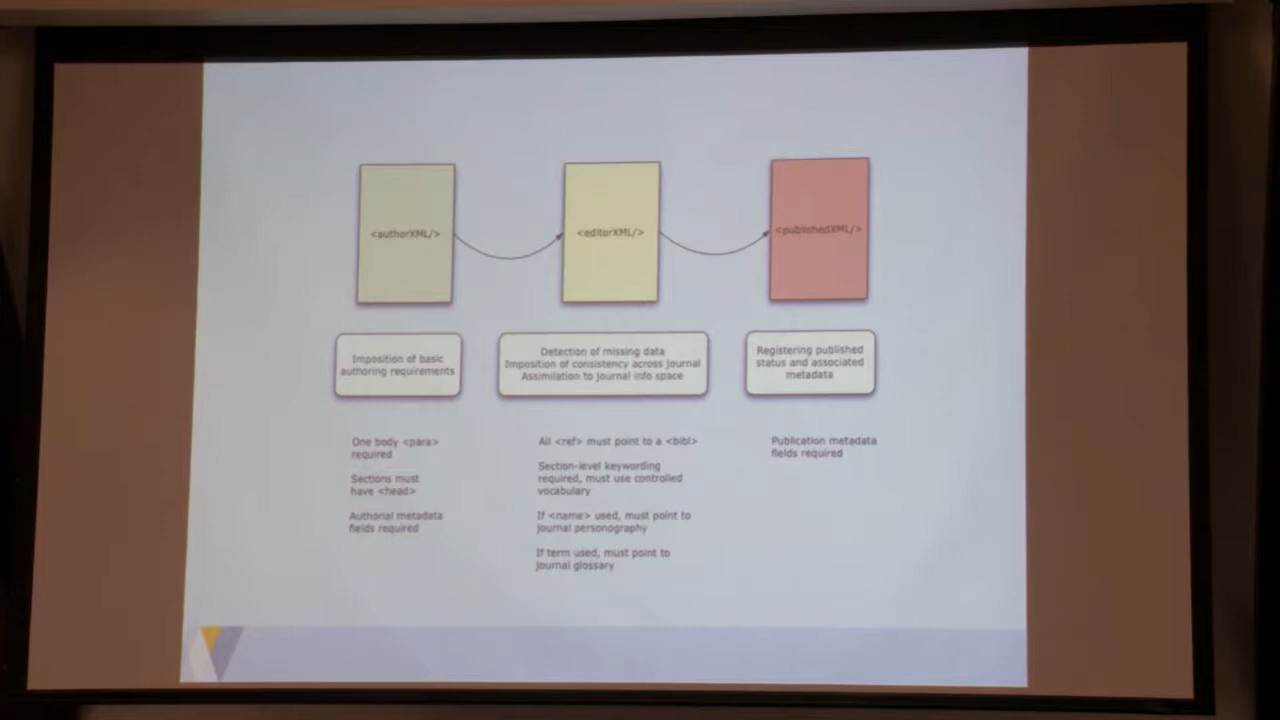 <authorXML/>
<editorXML/>
<publishedXML/>
Imposition of basic
authoring requirements
Detection of missing data
Imposition of consistency across journal
Assimilation to journal info space
Registering published
status and associated
metadata
One body <para>
required
Sections must
have <head>
Authorial metadata
fields required
All <ref> must point to a <bibl>
Section-level keywording
required, must use controlled
vocabulary
If <name> used, must point to
journal personography
If term used, must point to
journal glossary
Publication metadata
fields required